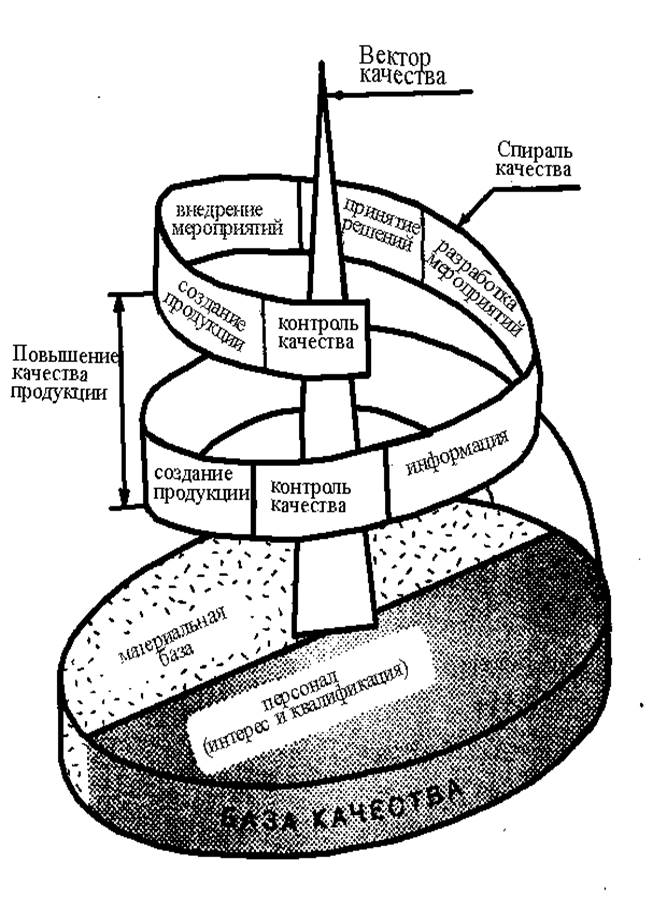 Вектор
качества
Спираль
качества
внедрение
мероприятий
принятие
решений
разработка
мероприятий
создание
продукции
контроль
качества
Повышение
качества
продукции
создание
продукции
контроль
качества
информация
материальная
база
персонал
(интерес и квалификация)
БАЗА КАЧЕСТВА